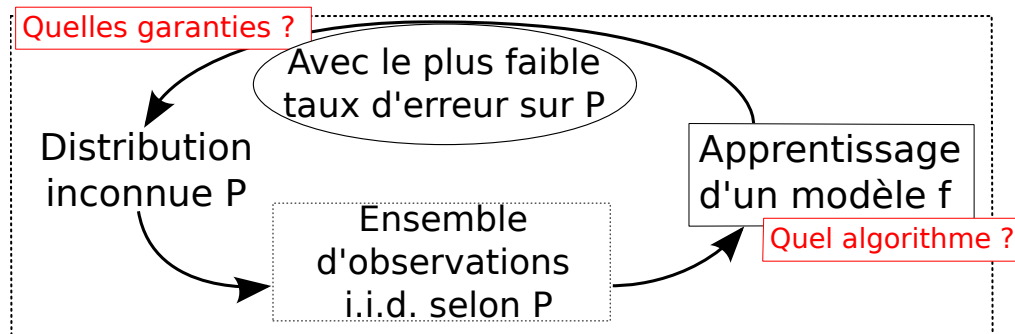 Quelles garanties ?
Avec le plus faible
taux d'erreur sur P
Distribution
inconnue P
Apprentissage
d'un modèle f
Quel algorithme ?
Ensemble
d'observations
i.i.d. selon P